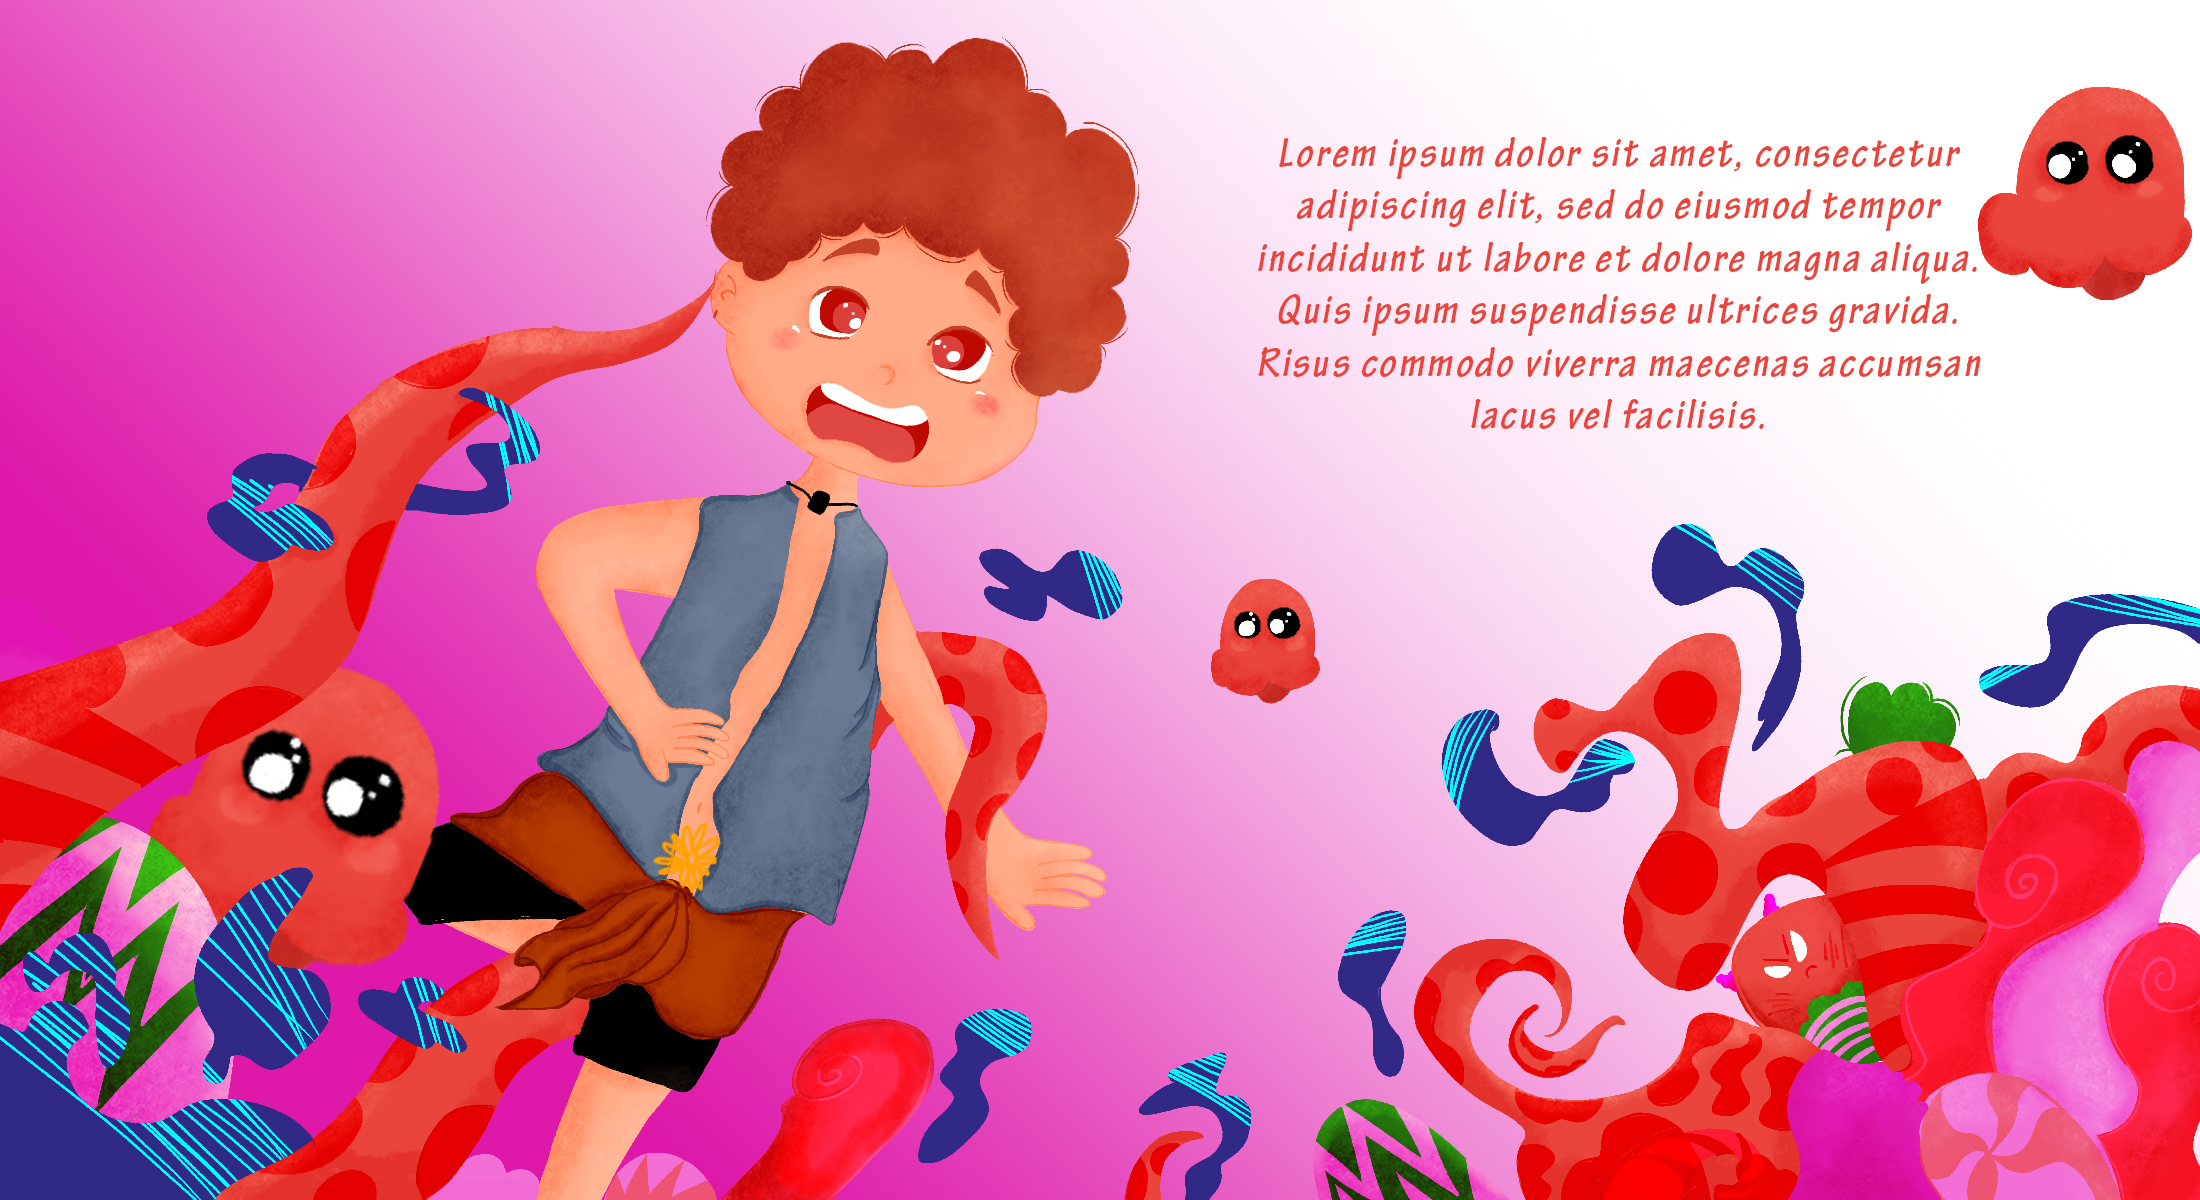 Lorem ipsum dolor sit amet, consectetur
adipiscing elit, sed do eiusmod tempor
incididunt ut labore et dolore magna aliqua.
Quis ipsum suspendisse ultrices gravida.
Risus commodo viverra maecenas accumsan
lacus vel facilisis.